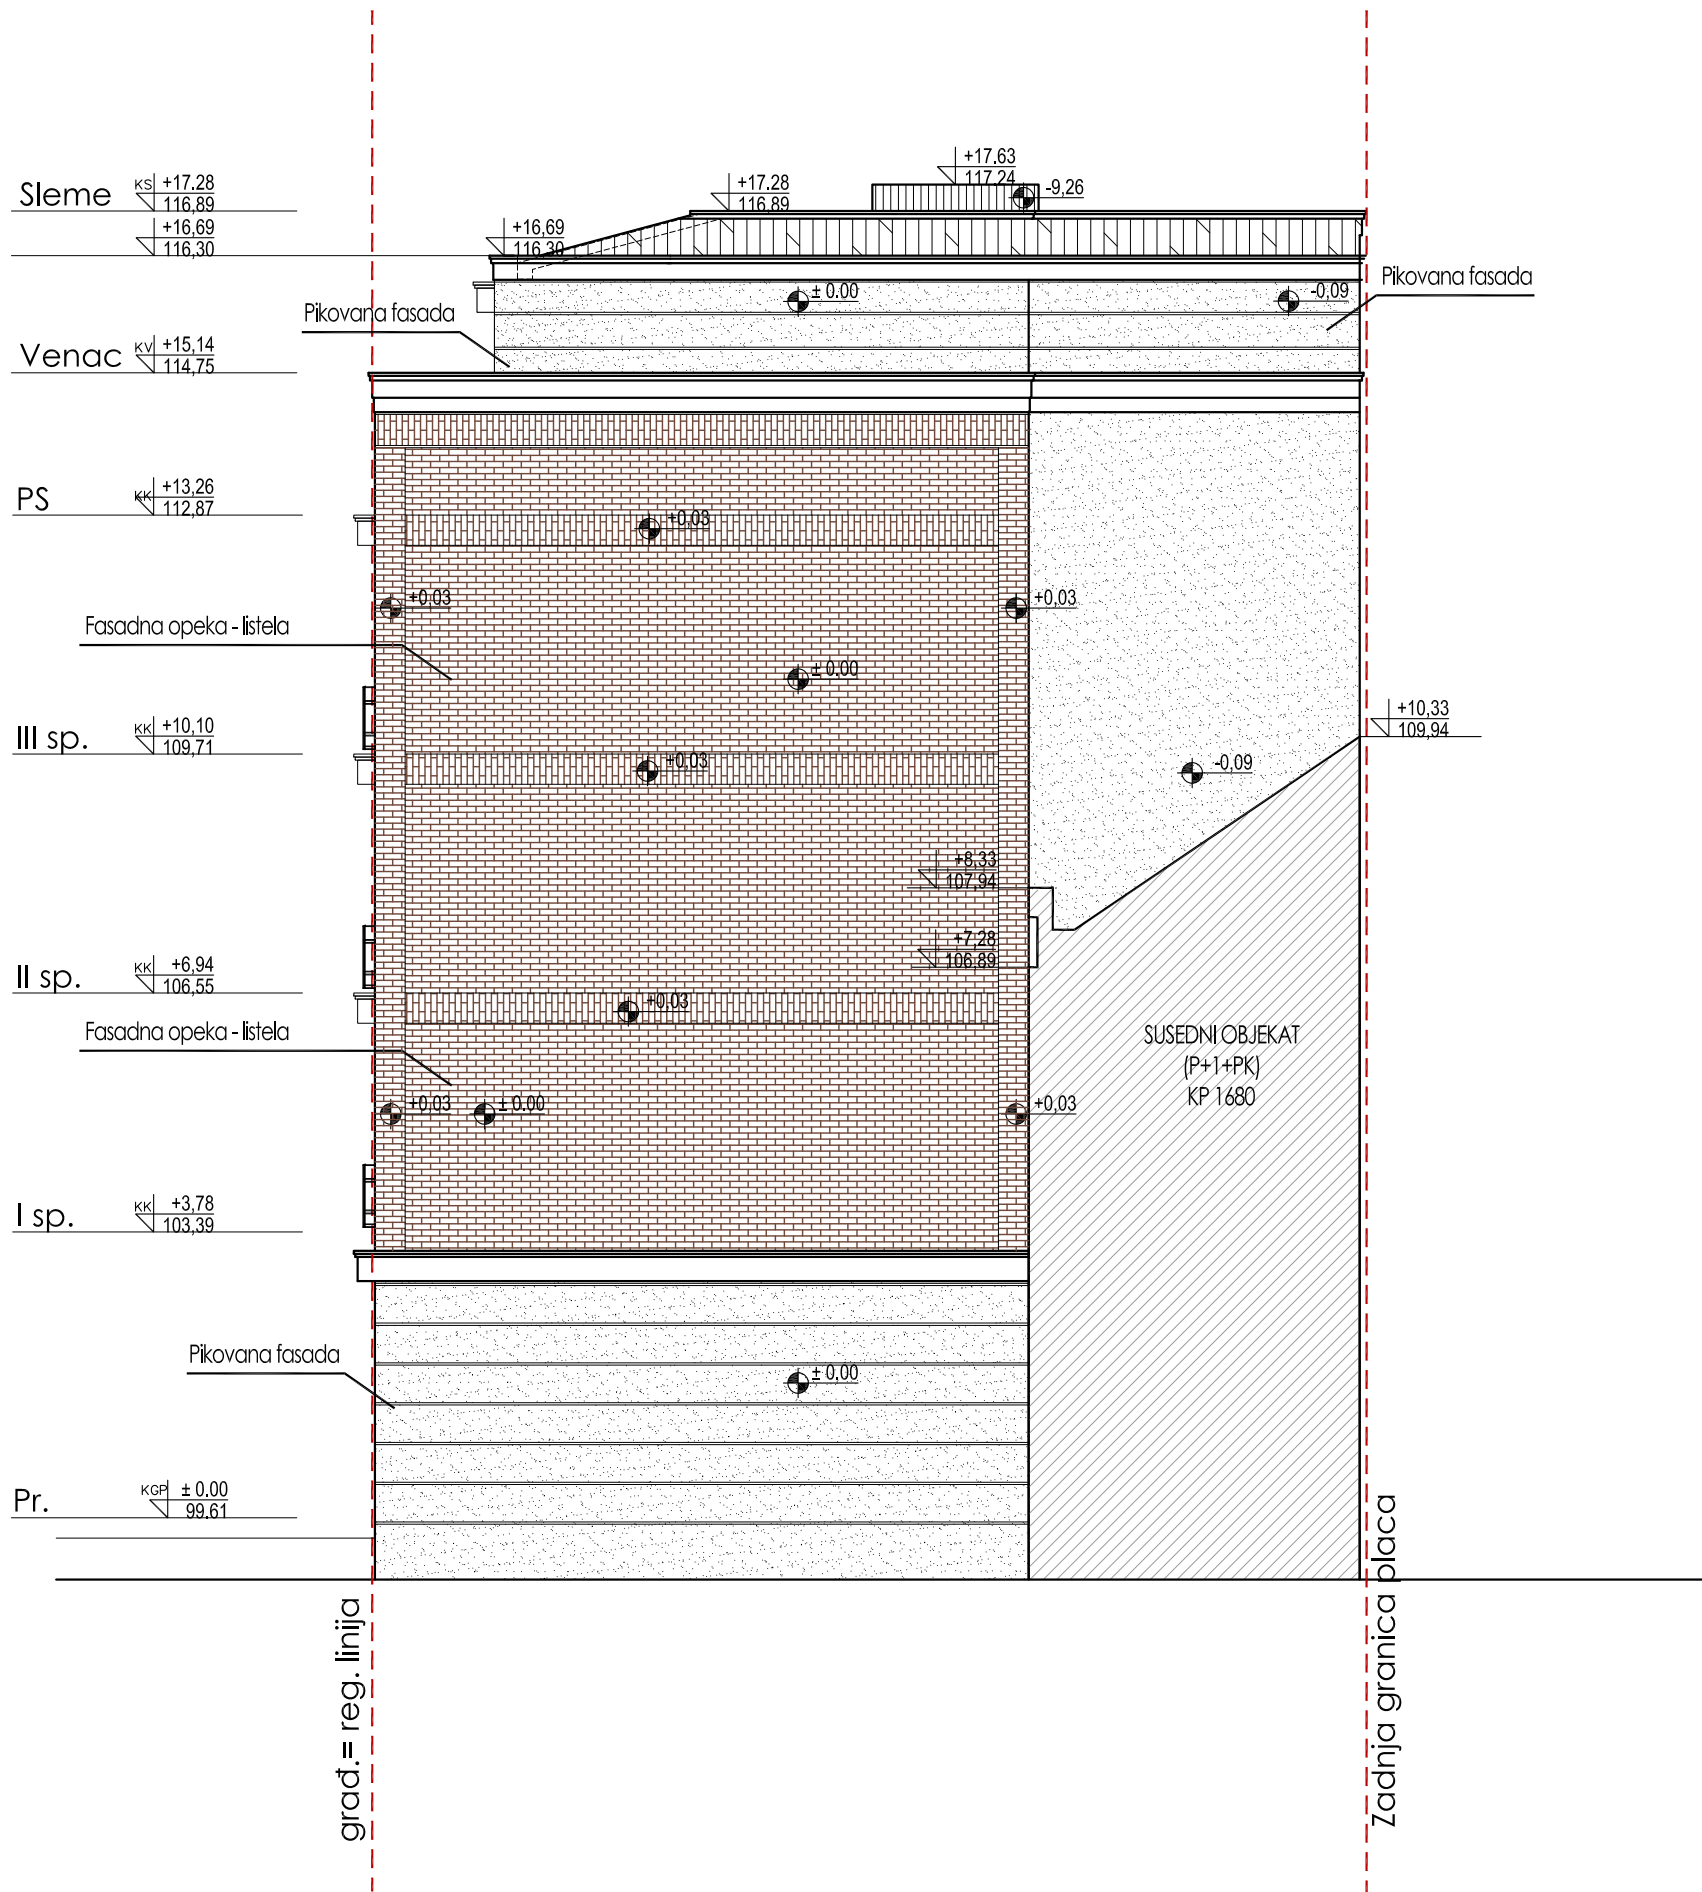 +17.63
117,24
Sleme
KS +17.28
116,89
+17.28
116,89
-9,26
+16,69
116,30
+16,69
116,30
± 0.00
-0,09
Pikovana fasada
Pikovana fasada
Venac
KV +15,14
114,75
PS
KK +13,26
112,87
+0,03
+0,03
+0,03
Fasadna opeka - listela
± 0,00
III sp.
KK +10,10
109,71
+10,33
109,94
+0,03
-0,09
+8,33
107,94
+7,28
106,89
II sp.
KK +6,94
106,55
+0,03
Fasadna opeka - listela
SUSEDNI OBJEKAT
(P+1+PK)
KP 1680
+0,03
± 0.00
+0,03
I sp.
KK +3,78
103,39
Pikovana fasada
± 0.00
Pr.
KGP ± 0.00
99.61
građ.= reg. linija
Zadnja granica placa